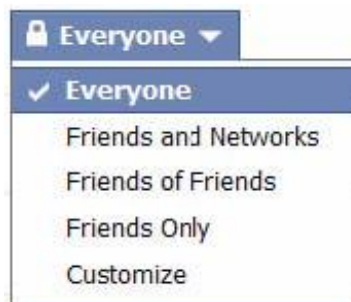 Everyone
Everyone
Friends and Networks
Friends of Friends
Friends Only
Customize